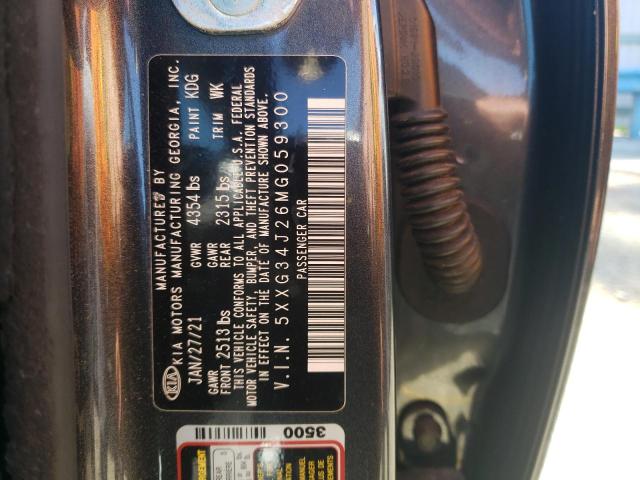 MANUFACTURED BY
KIA KIA MOTORS MANUFACTURING GEORGIA, INC.
JAN/27/21 GVWR 4354 lbs PAINT KDG
GAWR FRONT 2513 lbs GAWR REAR 2315 lbs TRIM WK
THIS VEHICLE CONFORMS TO ALL APPLICABLE U.S.A. FEDERAL
MOTOR VEHICLE SAFETY, BUMPER, AND THEFT PREVENTION STANDARDS
IN EFFECT ON THE DATE OF MANUFACTURE SHOWN ABOVE.
V.I.N. 5XXG34J26MG059300
PASSENGER CAR
3500